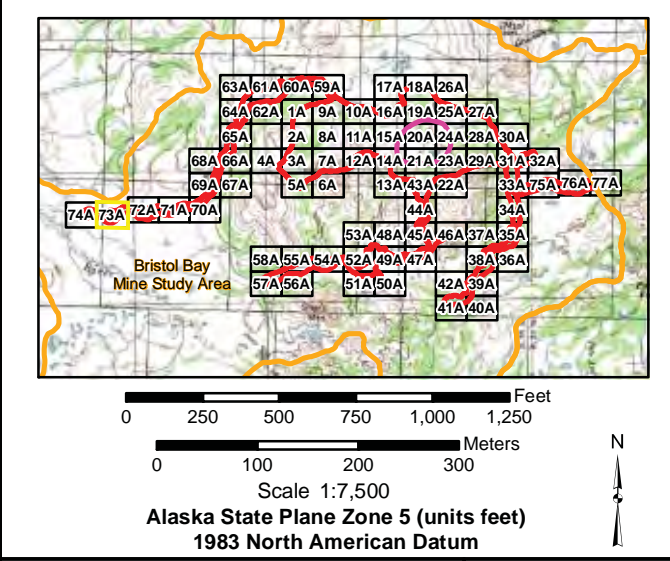 63A 61A 60A 59A 17A 18A 26A
64A 62A 1A 9A 10A 16A 19A 25A 27A
65A 2A 8A 11A 15A 20A 24A 28A 30A
68A 66A 4A 3A 7A 12A 14A 21A 23A 29A 31A 32A
69A 67A 5A 6A 13A 43A 22A 33A 75A 76A 77A
74A 73A 72A 71A 70A 44A 34A
53A 48A 45A 46A 37A 35A
58A 55A 54A 52A 49A 47A 38A 36A
57A 56A 51A 50A 42A 39A
41A 40A
Bristol Bay
Mine Study Area
Feet
0 250 500 750 1,000 1,250
Meters
0 100 200 300
N
Scale 1:7,500
Alaska State Plane Zone 5 (units feet)
1983 North American Datum